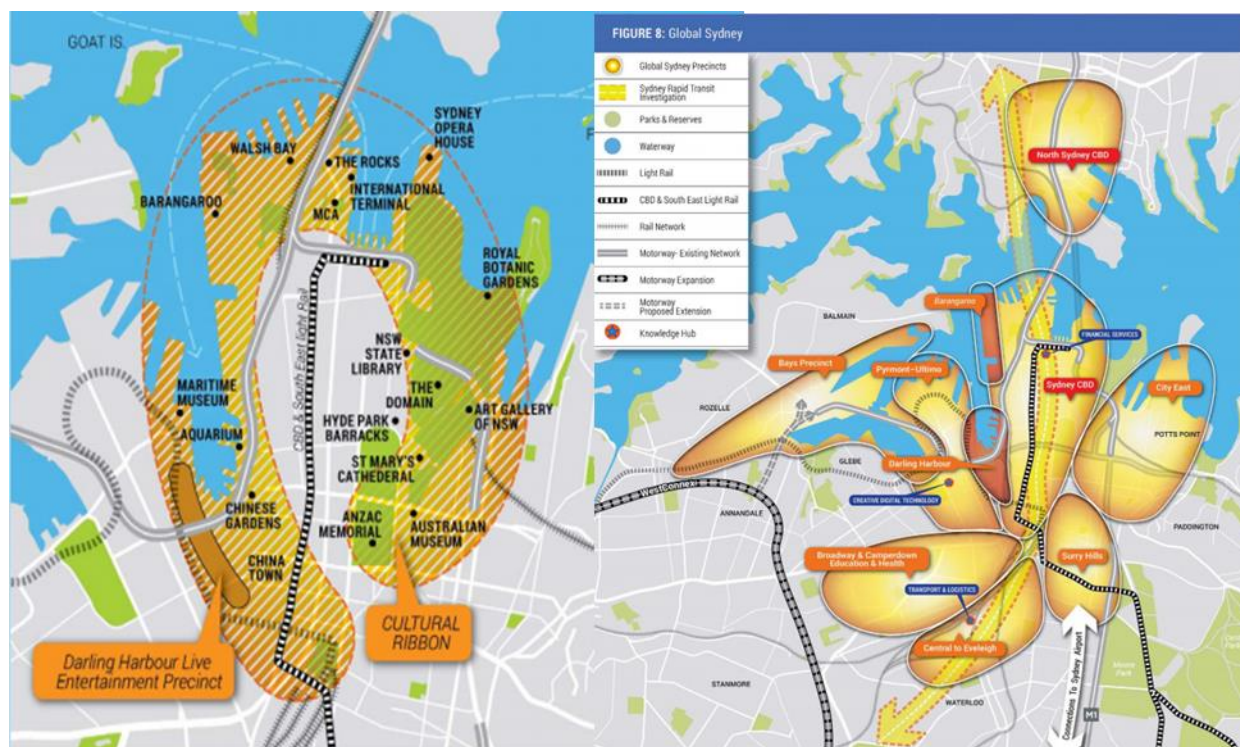 GOAT IS.
SYDNEY
OPERA
HOUSE
WALSH BAY
THE ROCKS
INTERNATIONAL
TERMINAL
BARANGAROO
MCA
ROYAL
BOTANIC
GARDENS
CBD & South East light Rail
NSW
STATE
LIBRARY
THE
DOMAIN
MARITIME
MUSEUM
HYDE PARK
BARRACKS
ART GALLERY
OF NSW
AQUARIUM
ST MARY'S
CATHEDERAL
CHINESE
GARDENS
ANZAC
MEMORIAL
AUSTRALIAN
MUSEUM
CHINA
TOWN
CULTURAL
RIBBON
Darling Harbour Live
Entertainment Precinct
FIGURE 8: Global Sydney
Global Sydney Precincts
Sydney Rapid Transit
Investigation
Parks & Reserves
Waterway
Light Rail
CBD & South East Light Rail
Rail Network
Motorway- Existing Network
Motorway Expansion
Motorway
Proposed Extension
Knowledge Hub
North Sydney CBD
BALMAIN
Barangaroo
FINANCIAL SERVICES
Bays Precinct
Pyrmont-Ultimo
Sydney CBD
City East
ROZELLE
POTTS POINT
GLEBE
Darling Harbour
WestConnex
CREATIVE DIGITAL TECHNOLOGY
ANNANDALE
PADDINGTON
Broadway & Camperdown
Education & Health
Surry Hills
TRANSPORT & LOGISTICS
Central to Eveleigh
STANMORE
WATERLOO
Connections To Sydney Airport
M1
Moore
Park